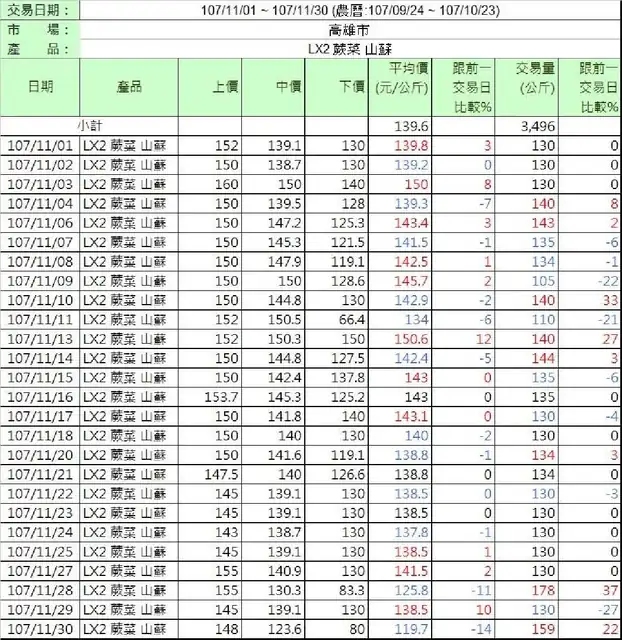 交易日期： 107/11/01 ~ 107/11/30 (農曆:107/09/24 ~ 107/10/23)
市 場： 高雄市
產 品： LX2 蕨菜 山蘇
日期 產品 上價 中價 下價 平均價(元/公斤) 跟前一交易日比較% 交易量(公斤) 跟前一交易日比較%
小計 139.6 3,496
107/11/01 LX2 蕨菜 山蘇 152 139.1 130 139.8 3 130 0
107/11/02 LX2 蕨菜 山蘇 150 138.7 130 139.2 0 130 0
107/11/03 LX2 蕨菜 山蘇 160 150 140 150 8 130 0
107/11/04 LX2 蕨菜 山蘇 150 139.5 128 139.3 -7 140 8
107/11/06 LX2 蕨菜 山蘇 150 147.2 125.3 143.4 3 143 2
107/11/07 LX2 蕨菜 山蘇 150 145.3 121.5 141.5 -1 135 -6
107/11/08 LX2 蕨菜 山蘇 150 147.9 119.1 142.5 1 134 -1
107/11/09 LX2 蕨菜 山蘇 150 150 128.6 145.7 2 105 -22
107/11/10 LX2 蕨菜 山蘇 150 144.8 130 142.9 -2 140 33
107/11/11 LX2 蕨菜 山蘇 152 150.5 66.4 134 -6 110 -21
107/11/13 LX2 蕨菜 山蘇 152 150.3 150 150.6 12 140 27
107/11/14 LX2 蕨菜 山蘇 150 144.8 127.5 142.4 -5 144 3
107/11/15 LX2 蕨菜 山蘇 150 142.4 137.8 143 0 135 -6
107/11/16 LX2 蕨菜 山蘇 153.7 145.3 125.2 143 0 135 0
107/11/17 LX2 蕨菜 山蘇 150 141.8 140 143.1 0 130 -4
107/11/18 LX2 蕨菜 山蘇 150 140 130 140 -2 130 0
107/11/20 LX2 蕨菜 山蘇 150 141.6 119.1 138.8 -1 134 3
107/11/21 LX2 蕨菜 山蘇 147.5 140 126.6 138.8 0 134 0
107/11/22 LX2 蕨菜 山蘇 145 139.1 130 138.5 0 130 -3
107/11/23 LX2 蕨菜 山蘇 145 139.1 130 138.5 0 130 0
107/11/24 LX2 蕨菜 山蘇 143 138.7 130 137.8 -1 130 0
107/11/25 LX2 蕨菜 山蘇 145 139.1 130 138.5 1 130 0
107/11/27 LX2 蕨菜 山蘇 155 140.9 130 141.5 2 130 0
107/11/28 LX2 蕨菜 山蘇 155 130.3 83.3 125.8 -11 178 37
107/11/29 LX2 蕨菜 山蘇 145 139.1 130 138.5 10 130 -27
107/11/30 LX2 蕨菜 山蘇 148 123.6 80 119.7 -14 159 22